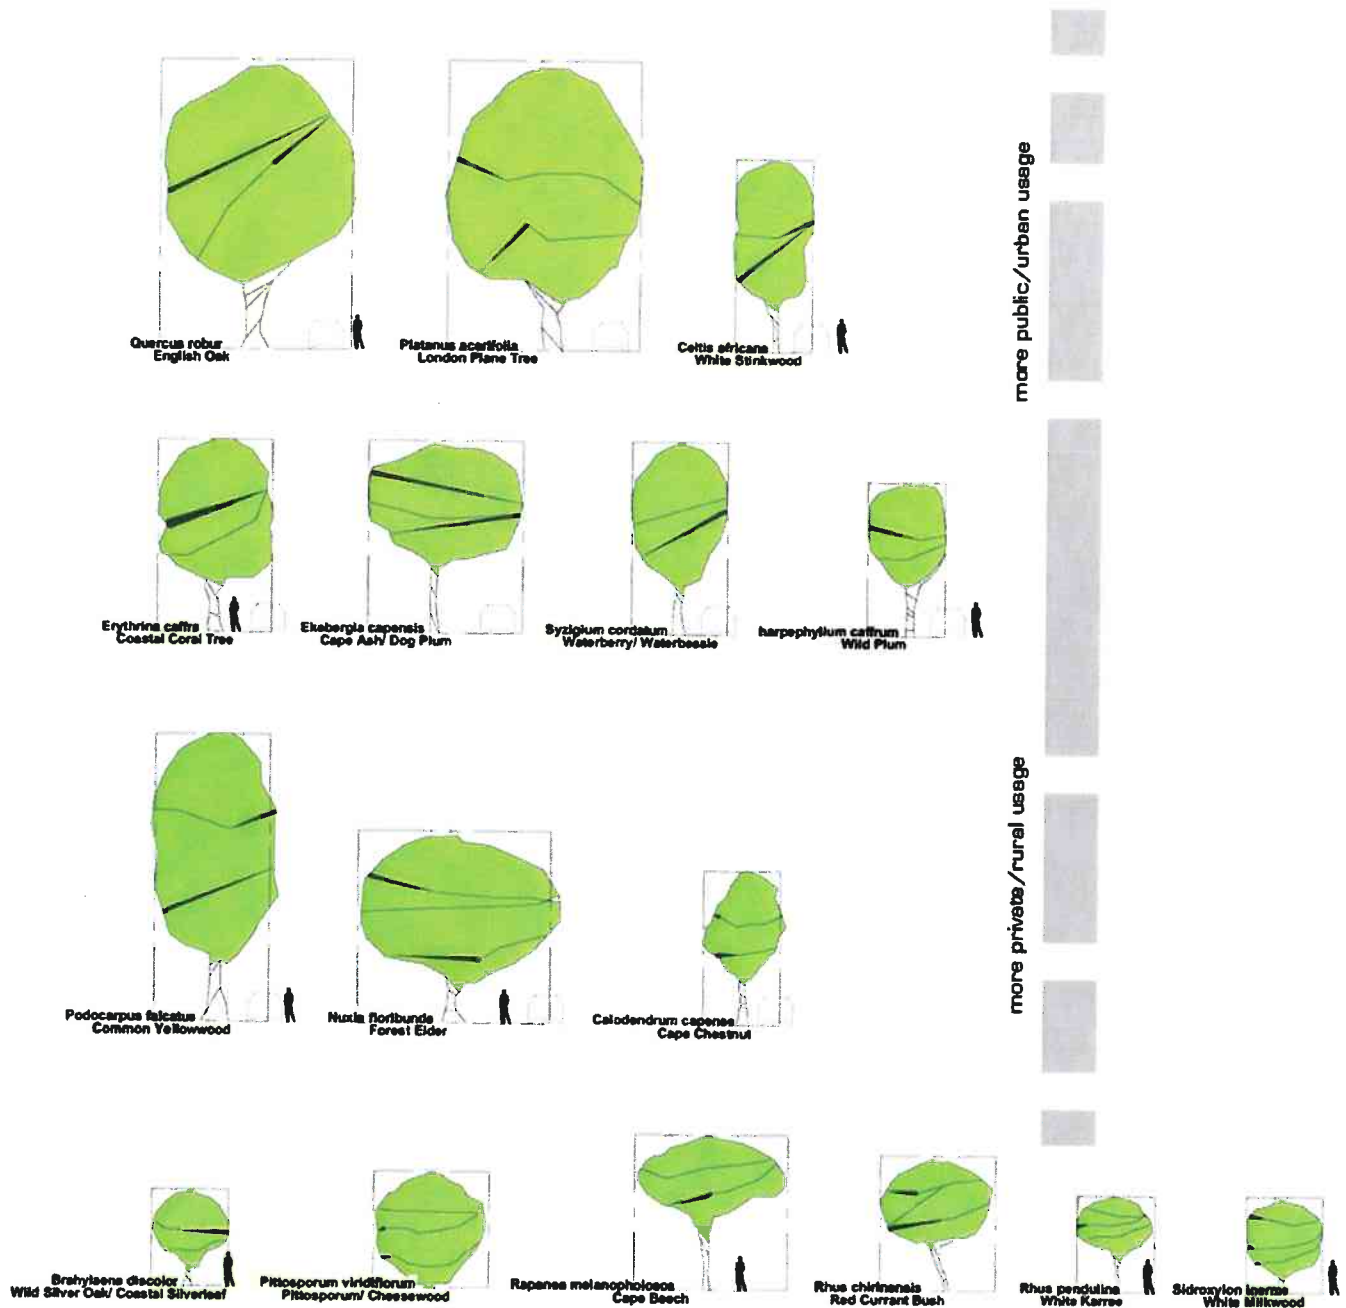 more public/urban usage
Quercus robur
English Oak
Platanus acerifolia
London Plane Tree
Celtis africana
White Stinkwood
Erythrina caffra
Coastal Coral Tree
Ekebergia capensis
Cape Ash/ Dog Plum
Syzigium cordatum
Waterberry/ Waterbessie
harpephyllum caffrum
Wild Plum
more private/rural usage
Podocarpus falcatus
Common Yellowwood
Nuxia floribunda
Forest Elder
Calodendrum capense
Cape Chestnut
Brahylaena discolor
Wild Silver Oak/ Coastal Silverleaf
Pittosporum viridiflorum
Pittosporum/ Cheesewood
Rapanea melanopholoeos
Cape Beech
Rhus chirinensis
Red Currant Bush
Rhus pendulina
White Karree
Sidroxylon inerme
White Milkwood